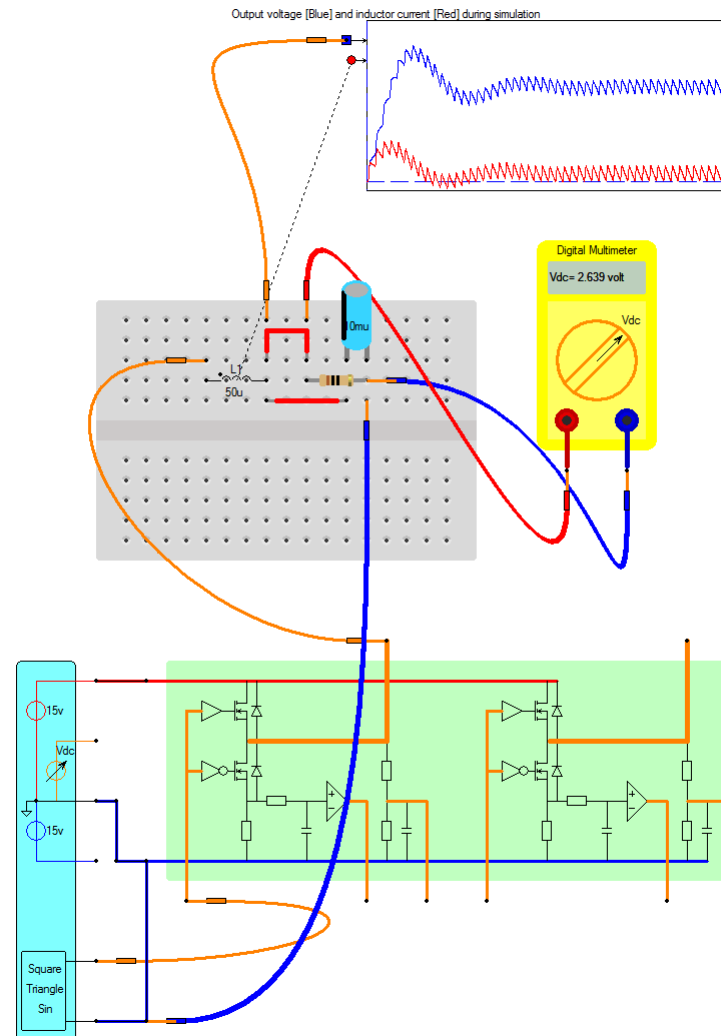 Output voltage [Blue] and inductor current [Red] during simulation
Digital Multimeter
Vdc= 2.639 volt
Vdc
10mu
L1
50u
15v
Vdc
15v
Square
Triangle
Sin